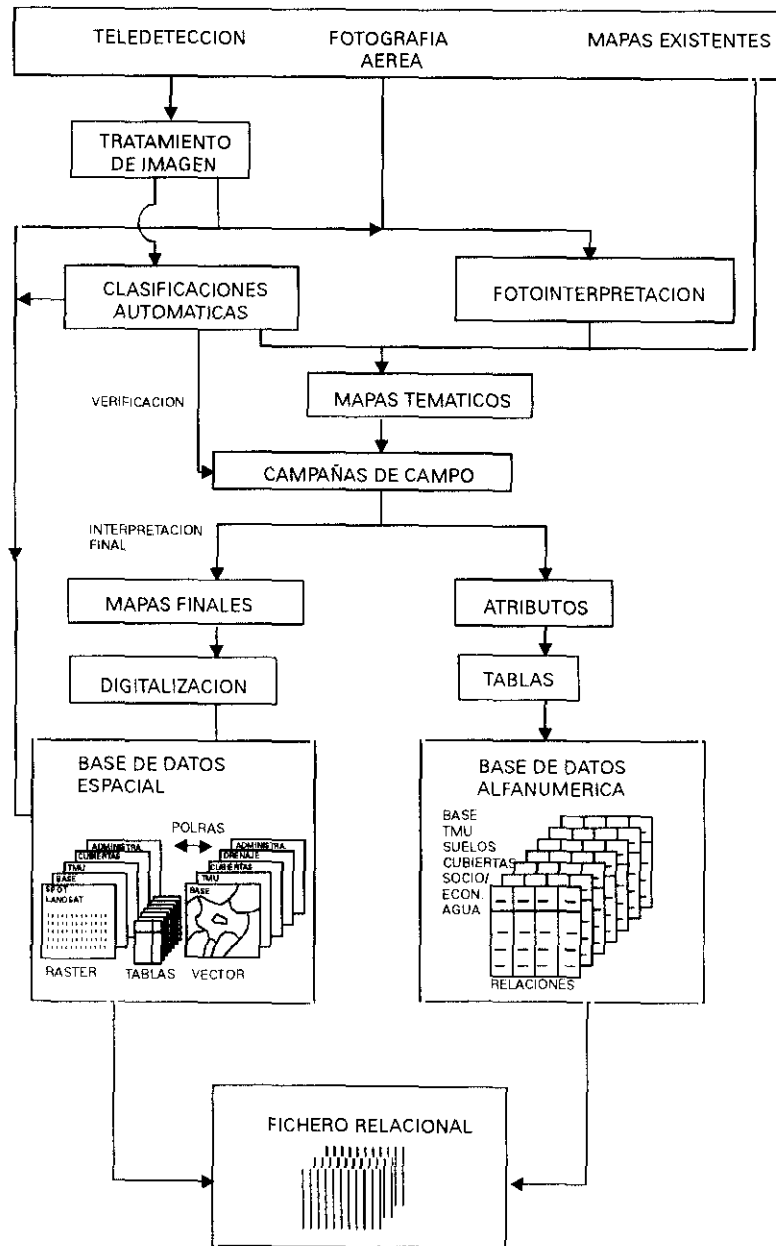 TELEDETECCION
FOTOGRAFIA
AEREA
MAPAS EXISTENTES
TRATAMIENTO
DE IMAGEN
CLASIFICACIONES
AUTOMATICAS
FOTOINTERPRETACION
MAPAS TEMATICOS
VERIFICACION
CAMPAÑAS DE CAMPO
INTERPRETACION
FINAL
MAPAS FINALES
ATRIBUTOS
DIGITALIZACION
TABLAS
BASE DE DATOS
ESPACIAL
POLRAS
ADMINISTRA.
CUBIERTAS
TMU
BASE
SPOT
LANDSAT
RASTER
TABLAS
ADMINISTRA.
DRENAJE
CUBIERTAS
TMU
BASE
VECTOR
BASE DE DATOS
ALFANUMERICA
BASE
TMU
SUELOS
CUBIERTAS
SOCIO/
ECON.
AGUA
RELACIONES
FICHERO RELACIONAL